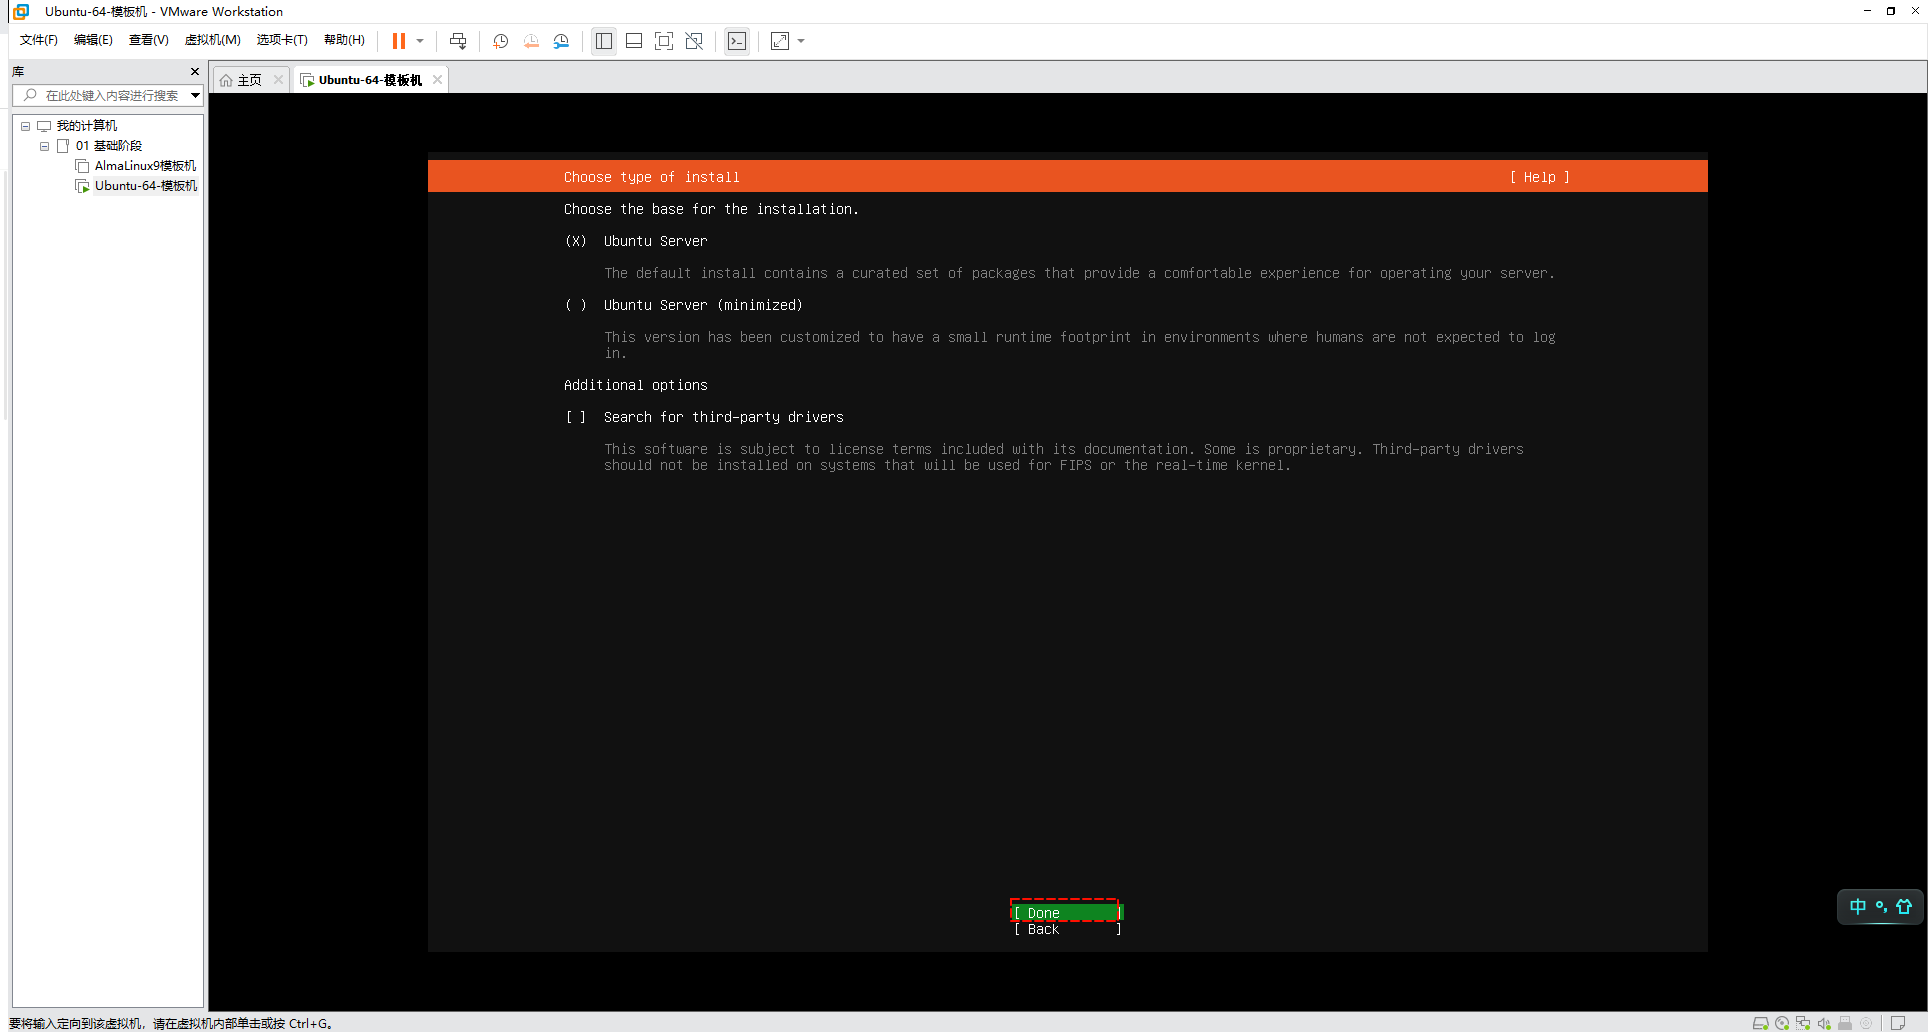 Ubuntu-64-模板机 - VMware Workstation
文件(F) 编辑(E) 查看(V) 虚拟机(M) 选项卡(T) 帮助(H)
库
在此处键入内容进行搜索
我的计算机
01 基础阶段
AlmaLinux9模板机
Ubuntu-64-模板机
主页 Ubuntu-64-模板机
Choose type of install [ Help ]
Choose the base for the installation.
(X) Ubuntu Server
The default install contains a curated set of packages that provide a comfortable experience for operating your server.
( ) Ubuntu Server (minimized)
This version has been customized to have a small runtime footprint in environments where humans are not expected to log
in.
Additional options
[ ] Search for third-party drivers
This software is subject to license terms included with its documentation. Some is proprietary. Third-party drivers
should not be installed on systems that will be used for FIPS or the real-time kernel.
[ Done ]
[ Back ]
中 °,
要将输入定向到该虚拟机，请在虚拟机内部单击或按 Ctrl+G。